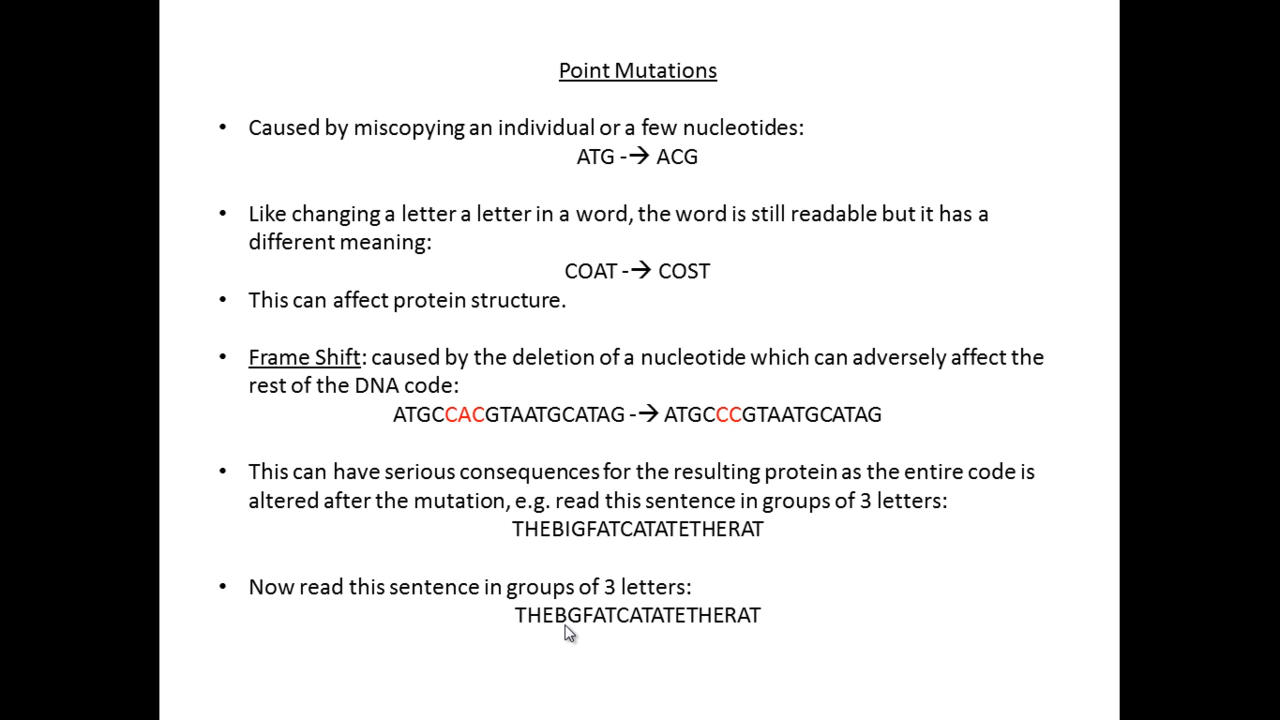 Point Mutations
• Caused by miscopying an individual or a few nucleotides:
ATG -→ ACG
• Like changing a letter a letter in a word, the word is still readable but it has a
different meaning:
COAT -→ COST
• This can affect protein structure.
• Frame Shift: caused by the deletion of a nucleotide which can adversely affect the
rest of the DNA code:
ATGCCACGTAATGCATAG -→ ATGCCCGTAATGCATAG
• This can have serious consequences for the resulting protein as the entire code is
altered after the mutation, e.g. read this sentence in groups of 3 letters:
THEBIGFATCATATETHERAT
• Now read this sentence in groups of 3 letters:
THEBGFATCATATETHERAT